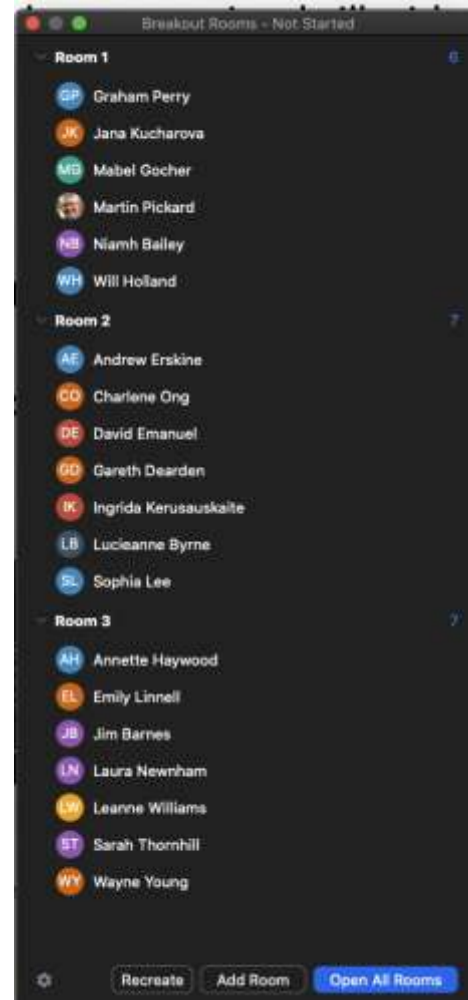 Breakout Rooms - Not Started
Room 1 6
GP Graham Perry
JK Jana Kucharova
MG Mabel Gocher
Martin Pickard
NB Niamh Bailey
WH Will Holland
Room 2 7
AE Andrew Erskine
CO Charlene Ong
DE David Emanuel
GD Gareth Dearden
IK Ingrida Kerusauskaite
LB Lucieanne Byrne
SL Sophia Lee
Room 3 7
AH Annette Haywood
EL Emily Linnell
JB Jim Barnes
LN Laura Newnham
LW Leanne Williams
ST Sarah Thornhill
WY Wayne Young
Recreate Add Room Open All Rooms